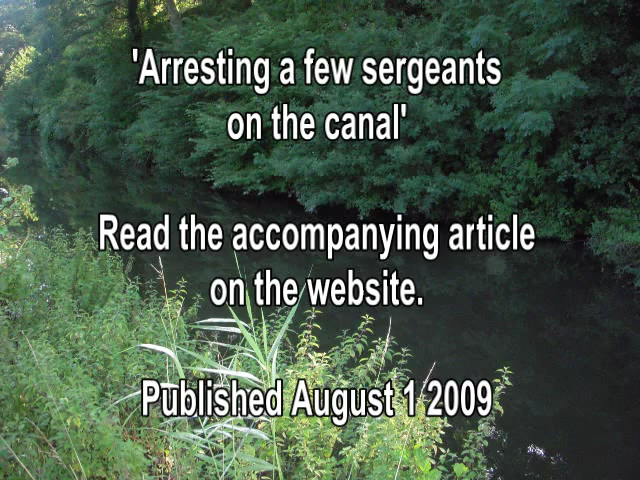 'Arresting a few sergeants
on the canal'
Read the accompanying article
on the website.
Published August 1 2009